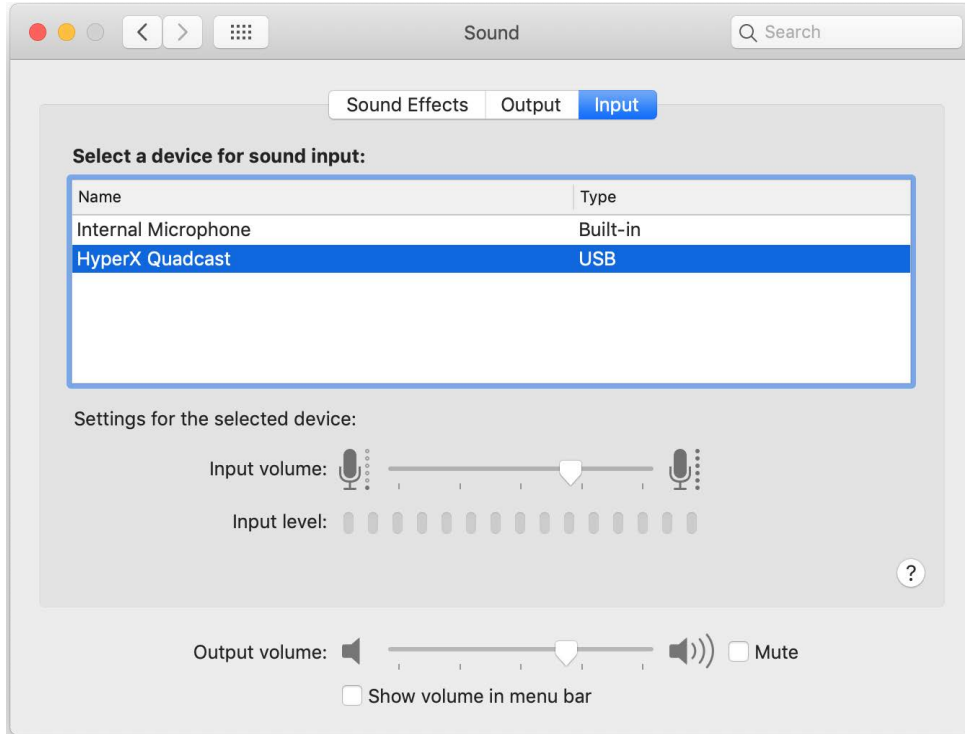 Sound
Search
Sound Effects Output Input
Select a device for sound input:
Name Type
Internal Microphone Built-in
HyperX Quadcast USB
Settings for the selected device:
Input volume:
Input level:
?
Output volume: Mute
Show volume in menu bar